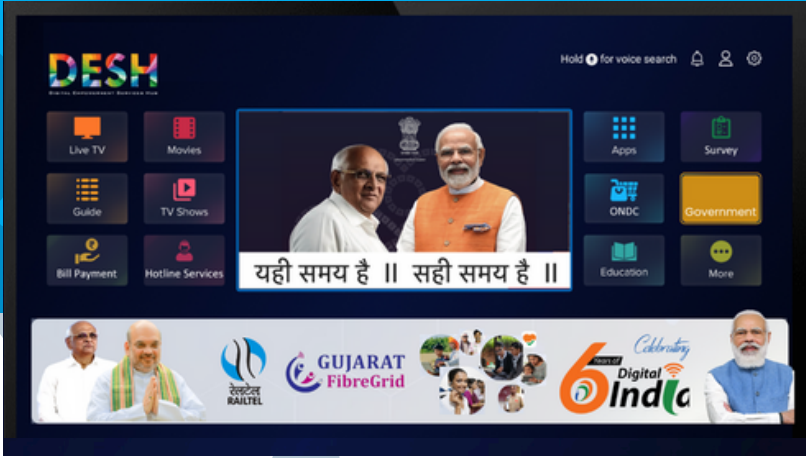 DESH
DIGITAL EMPOWERMENT SERVICES HUB
Hold for voice search
Live TV
Movies
Apps
Survey
Guide
TV Shows
ONDC
Government
Bill Payment
Hotline Services
यही समय है ॥ सही समय है ॥
Education
More
रेलटेल
RAILTEL
GUJARAT
FibreGrid
Celebrating
6
Years of
Digital
India